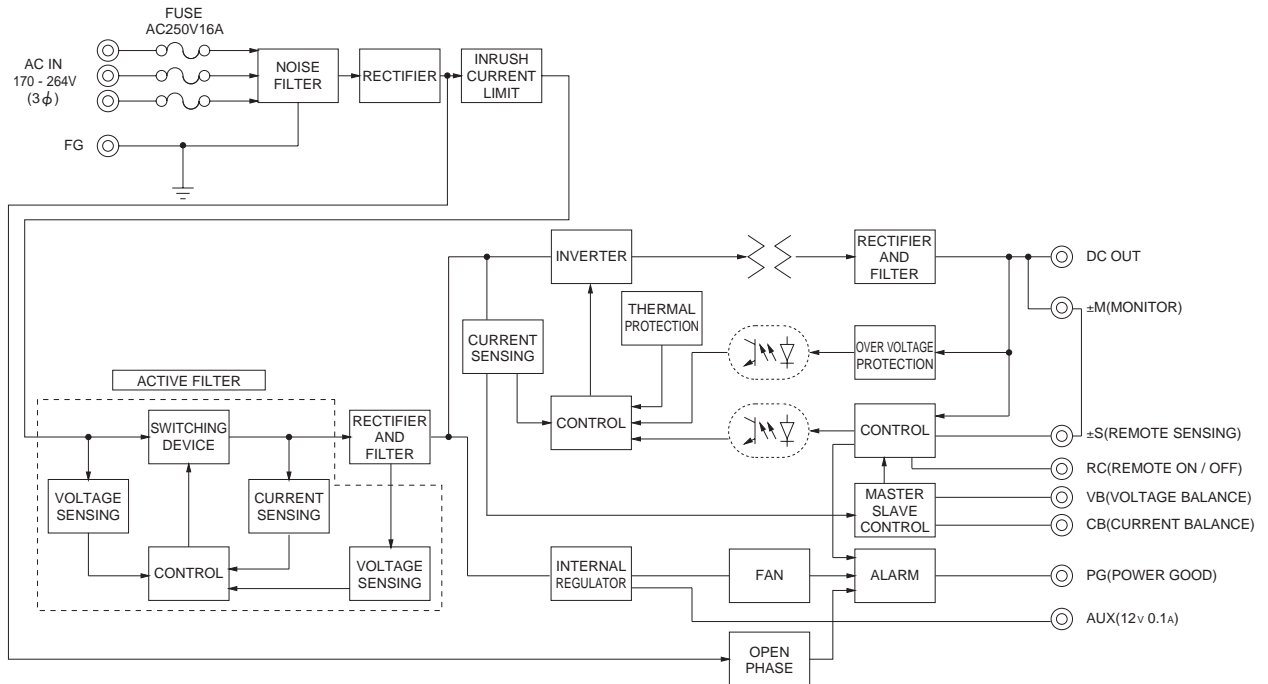 FUSE
AC250V16A
AC IN
170 - 264V
(3ϕ)
NOISE
FILTER
RECTIFIER
INRUSH
CURRENT
LIMIT
FG
INVERTER
RECTIFIER
AND
FILTER
DC OUT
THERMAL
PROTECTION
±M(MONITOR)
CURRENT
SENSING
OVER VOLTAGE
PROTECTION
ACTIVE FILTER
SWITCHING
DEVICE
RECTIFIER
AND
FILTER
CONTROL
CONTROL
±S(REMOTE SENSING)
RC(REMOTE ON / OFF)
VOLTAGE
SENSING
CURRENT
SENSING
MASTER
SLAVE
CONTROL
VB(VOLTAGE BALANCE)
CB(CURRENT BALANCE)
CONTROL
VOLTAGE
SENSING
INTERNAL
REGULATOR
FAN
ALARM
PG(POWER GOOD)
AUX(12V 0.1A)
OPEN
PHASE